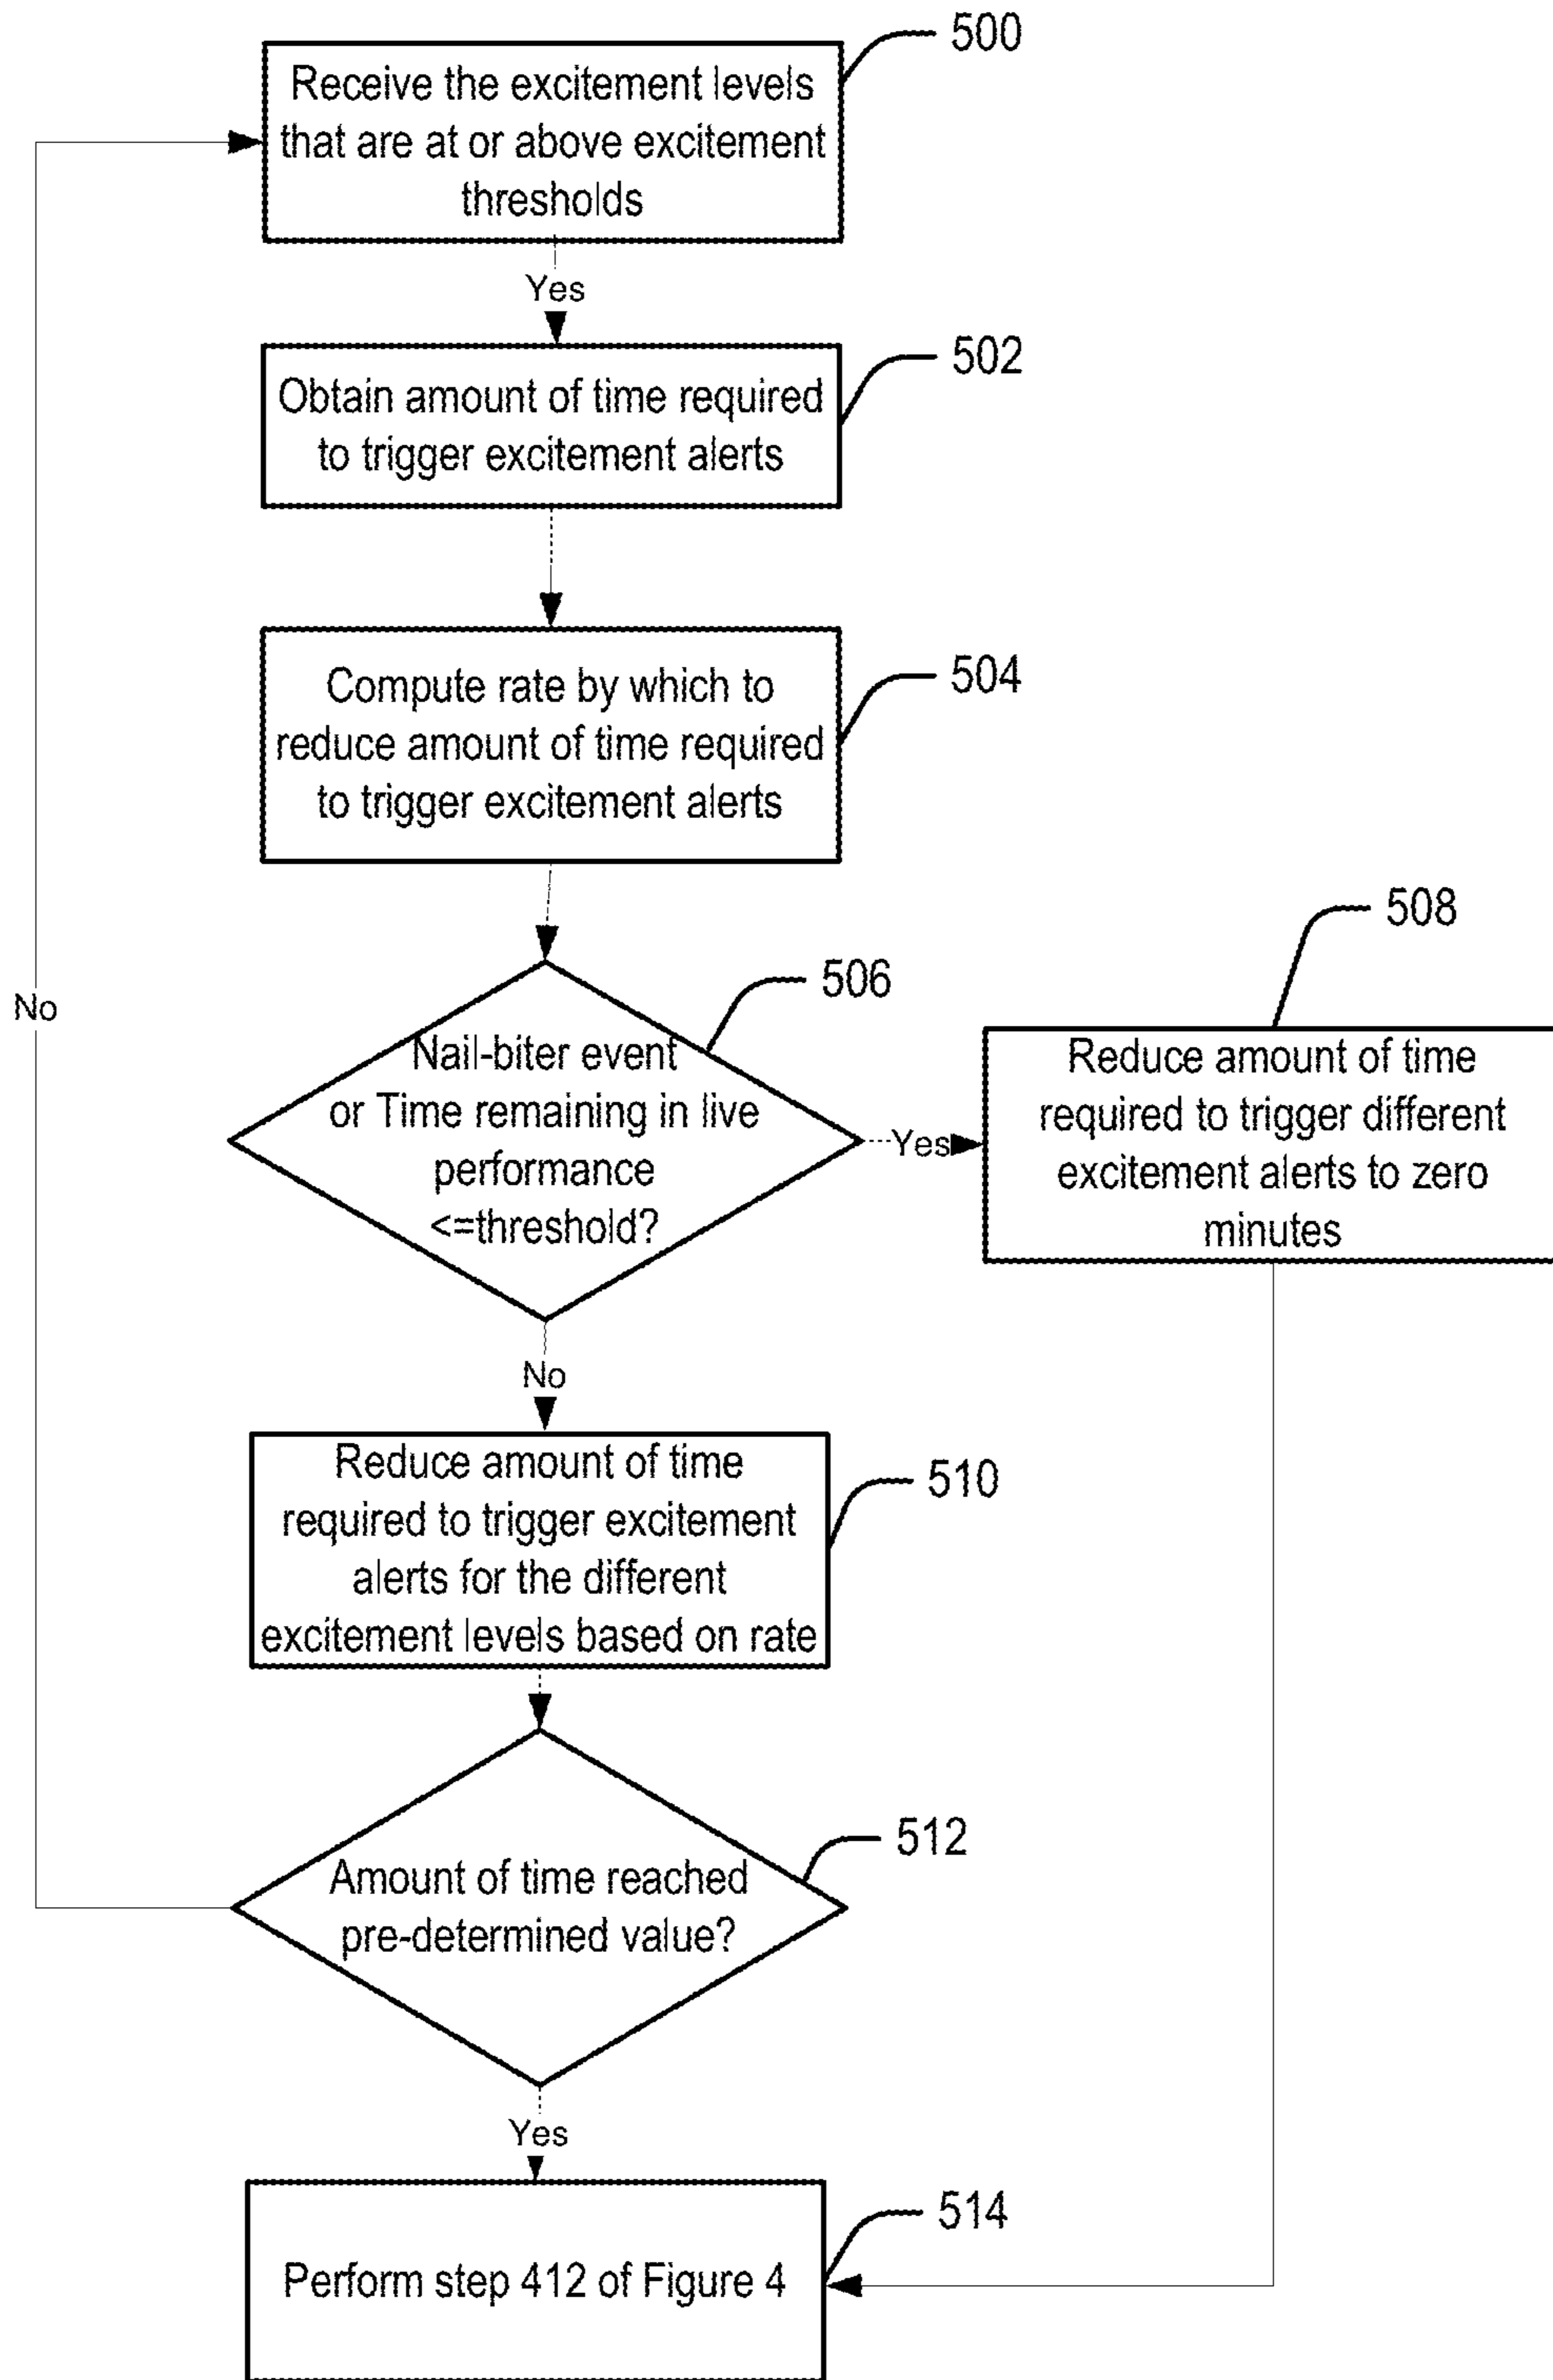 500
Receive the excitement levels
that are at or above excitement
thresholds
Yes
502
Obtain amount of time required
to trigger excitement alerts
504
Compute rate by which to
reduce amount of time required
to trigger excitement alerts
506
Nail-biter event
or Time remaining in live
performance
<=threshold?
Yes
508
Reduce amount of time
required to trigger different
excitement alerts to zero
minutes
No
No
510
Reduce amount of time
required to trigger excitement
alerts for the different
excitement levels based on rate
512
Amount of time reached
pre-determined value?
Yes
514
Perform step 412 of Figure 4